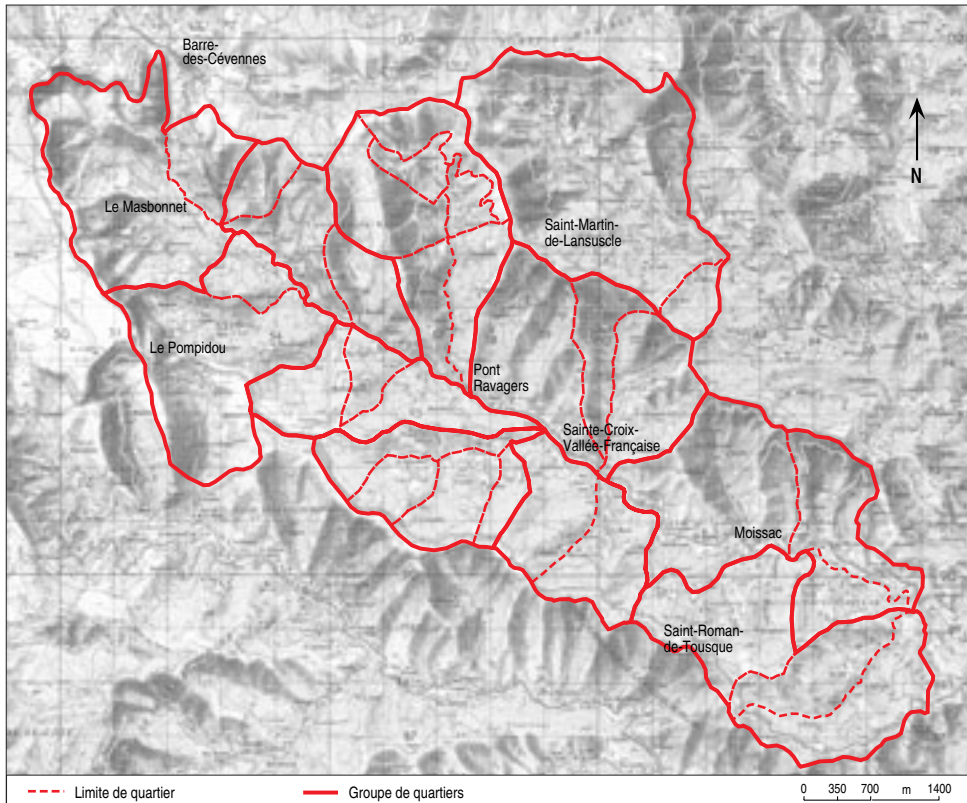 Barre-
des-Cévennes
N
Le Masbonnet
Saint-Martin-
de-Lansuscle
Le Pompidou
Pont
Ravagers
Sainte-Croix-
Vallée-Française
Moissac
Saint-Roman-
de-Tousque
Limite de quartier
Groupe de quartiers
0 350 700 m 1400